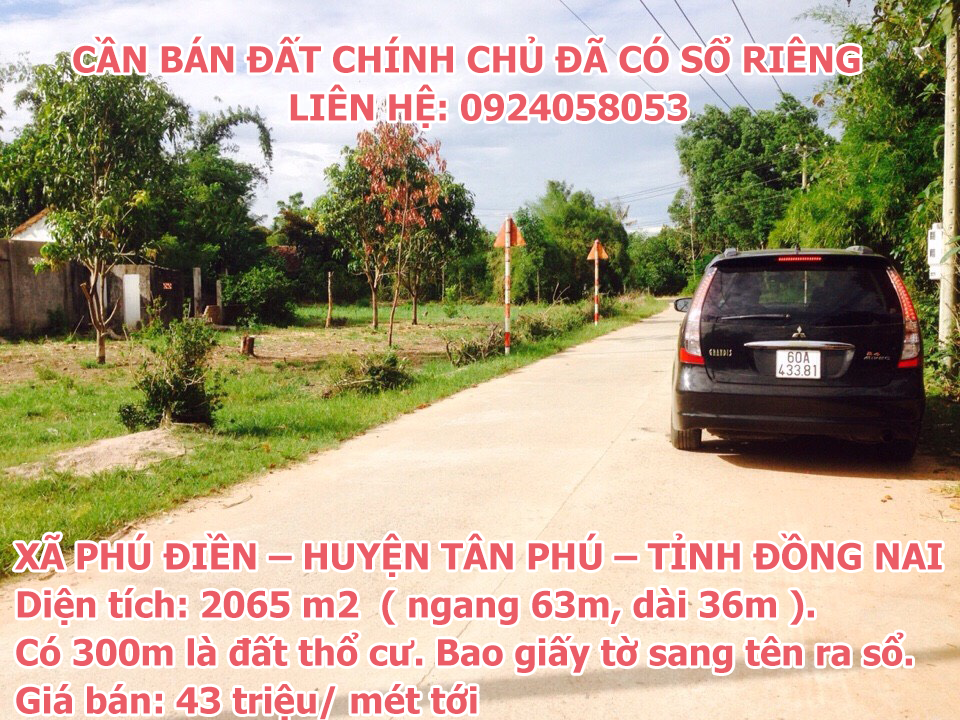 CẦN BÁN ĐẤT CHÍNH CHỦ ĐÃ CÓ SỔ RIÊNG
LIÊN HỆ: 0924058053
GRANDIS
60A
433.81
XÃ PHÚ ĐIỀN – HUYỆN TÂN PHÚ – TỈNH ĐỒNG NAI
Diện tích: 2065 m2 ( ngang 63m, dài 36m ).
Có 300m là đất thổ cư. Bao giấy tờ sang tên ra sổ.
Giá bán: 43 triệu/ mét tới